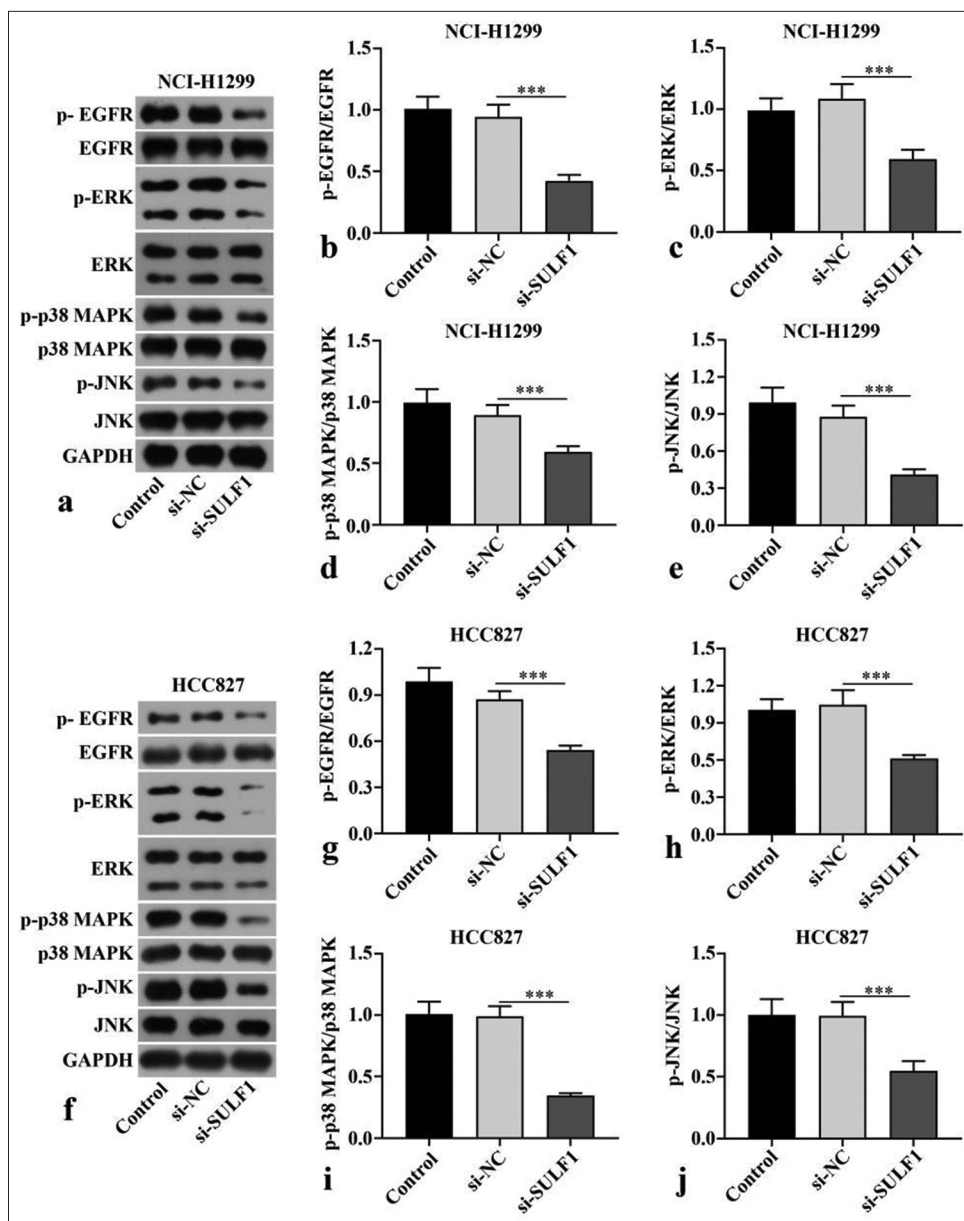 NCI-H1299
p- EGFR
EGFR
p-ERK
ERK
p-p38 MAPK
p38 MAPK
p-JNK
JNK
GAPDH
Control
si-NC
si-SULF1
a
NCI-H1299
p-EGFR/EGFR
1.5
1.0
0.5
0.0
***
Control
si-NC
si-SULF1
b
NCI-H1299
p-ERK/ERK
1.5
1.0
0.5
0.0
***
Control
si-NC
si-SULF1
c
NCI-H1299
p-p38 MAPK/p38 MAPK
1.5
1.0
0.5
0.0
***
Control
si-NC
si-SULF1
d
NCI-H1299
p-JNK/JNK
1.5
1.2
0.9
0.6
0.3
0.0
***
Control
si-NC
si-SULF1
e
HCC827
p- EGFR
EGFR
p-ERK
ERK
p-p38 MAPK
p38 MAPK
p-JNK
JNK
GAPDH
Control
si-NC
si-SULF1
f
HCC827
p-EGFR/EGFR
1.2
0.9
0.6
0.3
0.0
***
Control
si-NC
si-SULF1
g
HCC827
p-ERK/ERK
1.5
1.2
0.9
0.5
0.3
0.0
***
Control
si-NC
si-SULF1
h
HCC827
p-p38 MAPK/p38 MAPK
1.5
1.0
0.5
0.0
***
Control
si-NC
si-SULF1
i
HCC827
p-JNK/JNK
1.5
1.0
0.5
0.0
***
Control
si-NC
si-SULF1
j